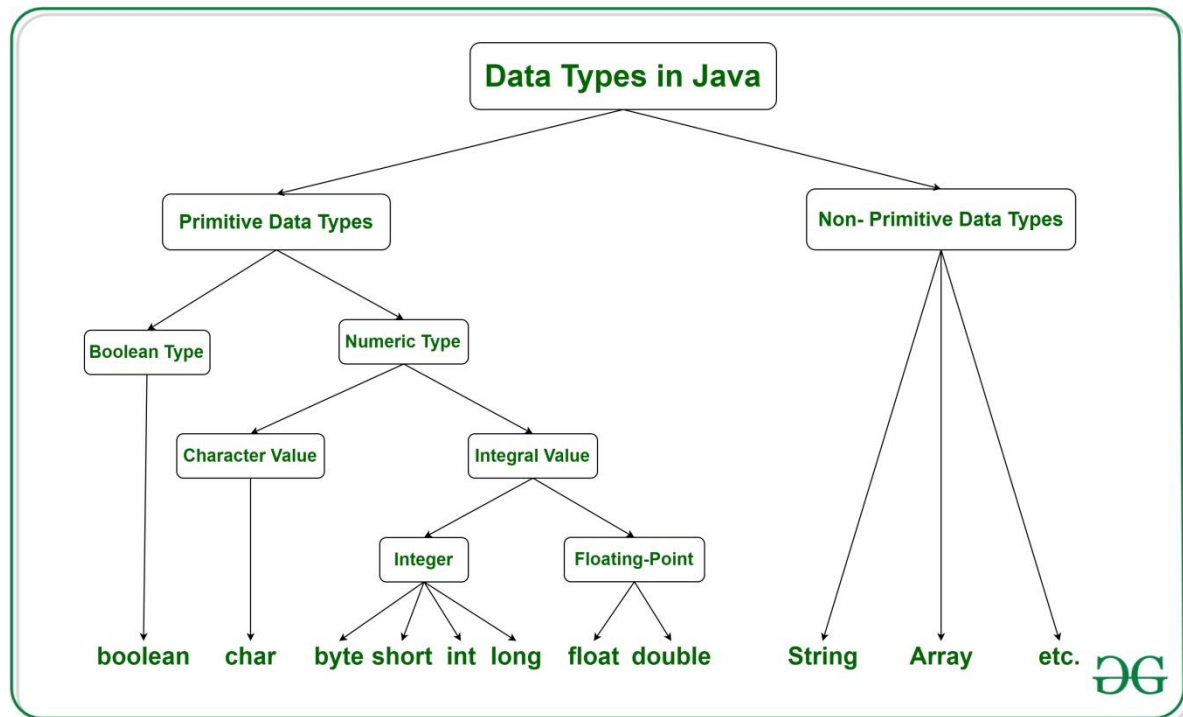 Data Types in Java
Primitive Data Types
Non- Primitive Data Types
Boolean Type
Numeric Type
Character Value
Integral Value
Integer
Floating-Point
boolean
char
byte
short
int
long
float
double
String
Array
etc.